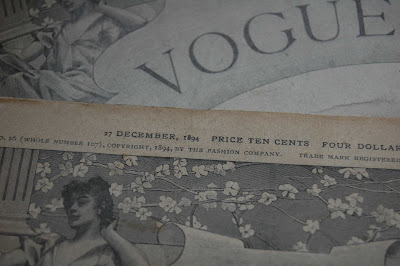 VOGUE
27 DECEMBER, 1894 PRICE TEN CENTS FOUR DOLLAR
26 (WHOLE NUMBER 107), COPYRIGHT, 1894, BY THE FASHION COMPANY. TRADE MARK REGISTERED